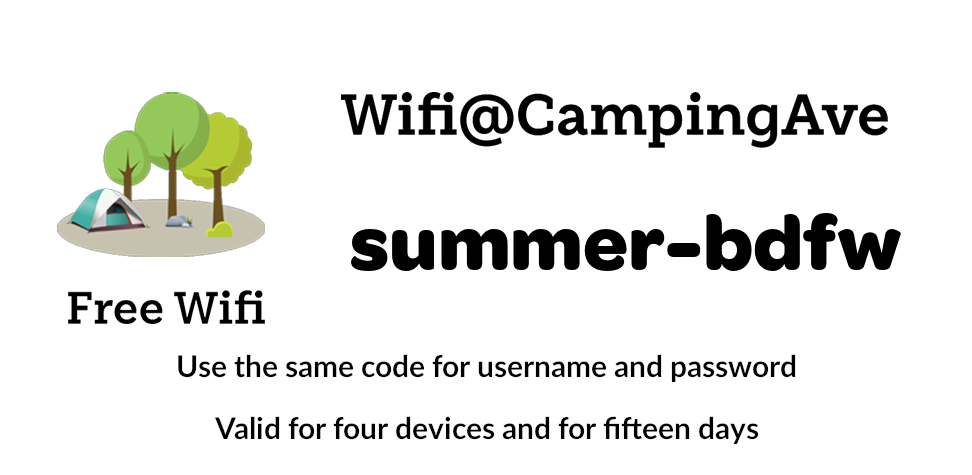 Wifi@CampingAve
summer-bdfw
Free Wifi
Use the same code for username and password
Valid for four devices and for fifteen days